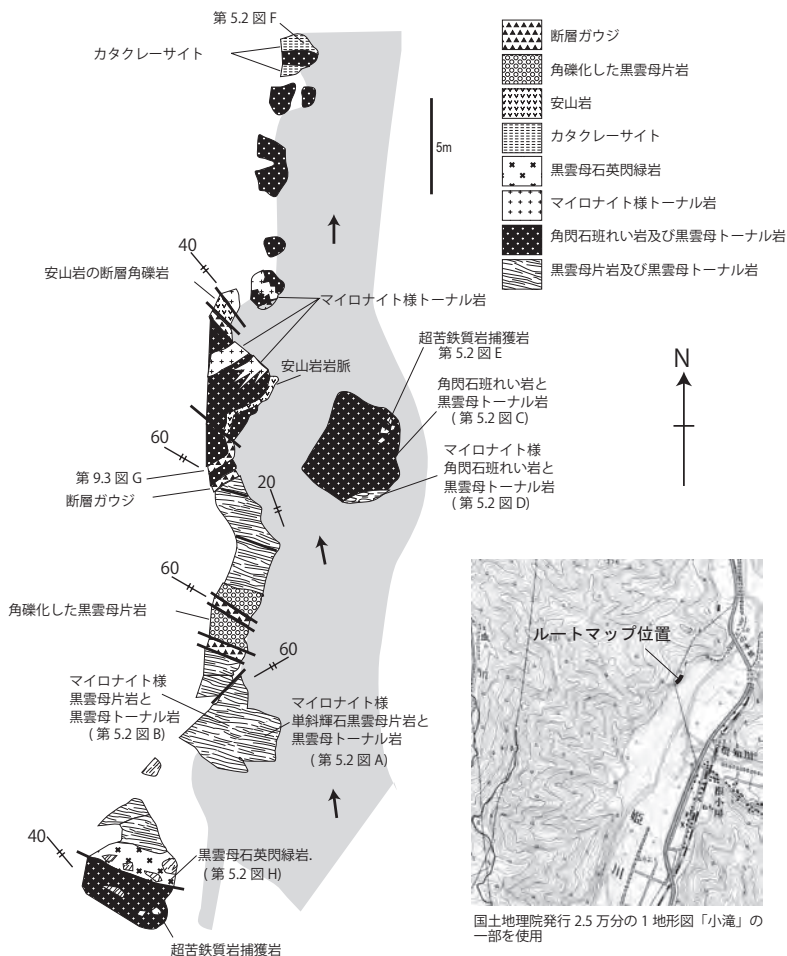 第 5.2 図 F
カタクレーサイト
5m
断層ガウジ
角礫化した黒雲母片岩
安山岩
カタクレーサイト
黒雲母石英閃緑岩
マイロナイト様トーナル岩
角閃石斑れい岩及び黒雲母トーナル岩
黒雲母片岩及び黒雲母トーナル岩
40
安山岩の断層角礫岩
マイロナイト様トーナル岩
安山岩岩脈
超苦鉄質岩捕獲岩
第 5.2 図 E
角閃石斑れい岩と
黒雲母トーナル岩
( 第 5.2 図 C)
マイロナイト様
角閃石斑れい岩と
黒雲母トーナル岩
( 第 5.2 図 D)
N
60
第 9.3 図 G
断層ガウジ
20
60
角礫化した黒雲母片岩
60
マイロナイト様
黒雲母片岩と
黒雲母トーナル岩
( 第 5.2 図 B)
マイロナイト様
単斜輝石黒雲母片岩と
黒雲母トーナル岩
( 第 5.2 図 A)
40
黒雲母石英閃緑岩.
( 第 5.2 図 H)
超苦鉄質岩捕獲岩
ルートマップ位置
姫
川
国土地理院発行 2.5 万分の 1 地形図「小滝」の
一部を使用